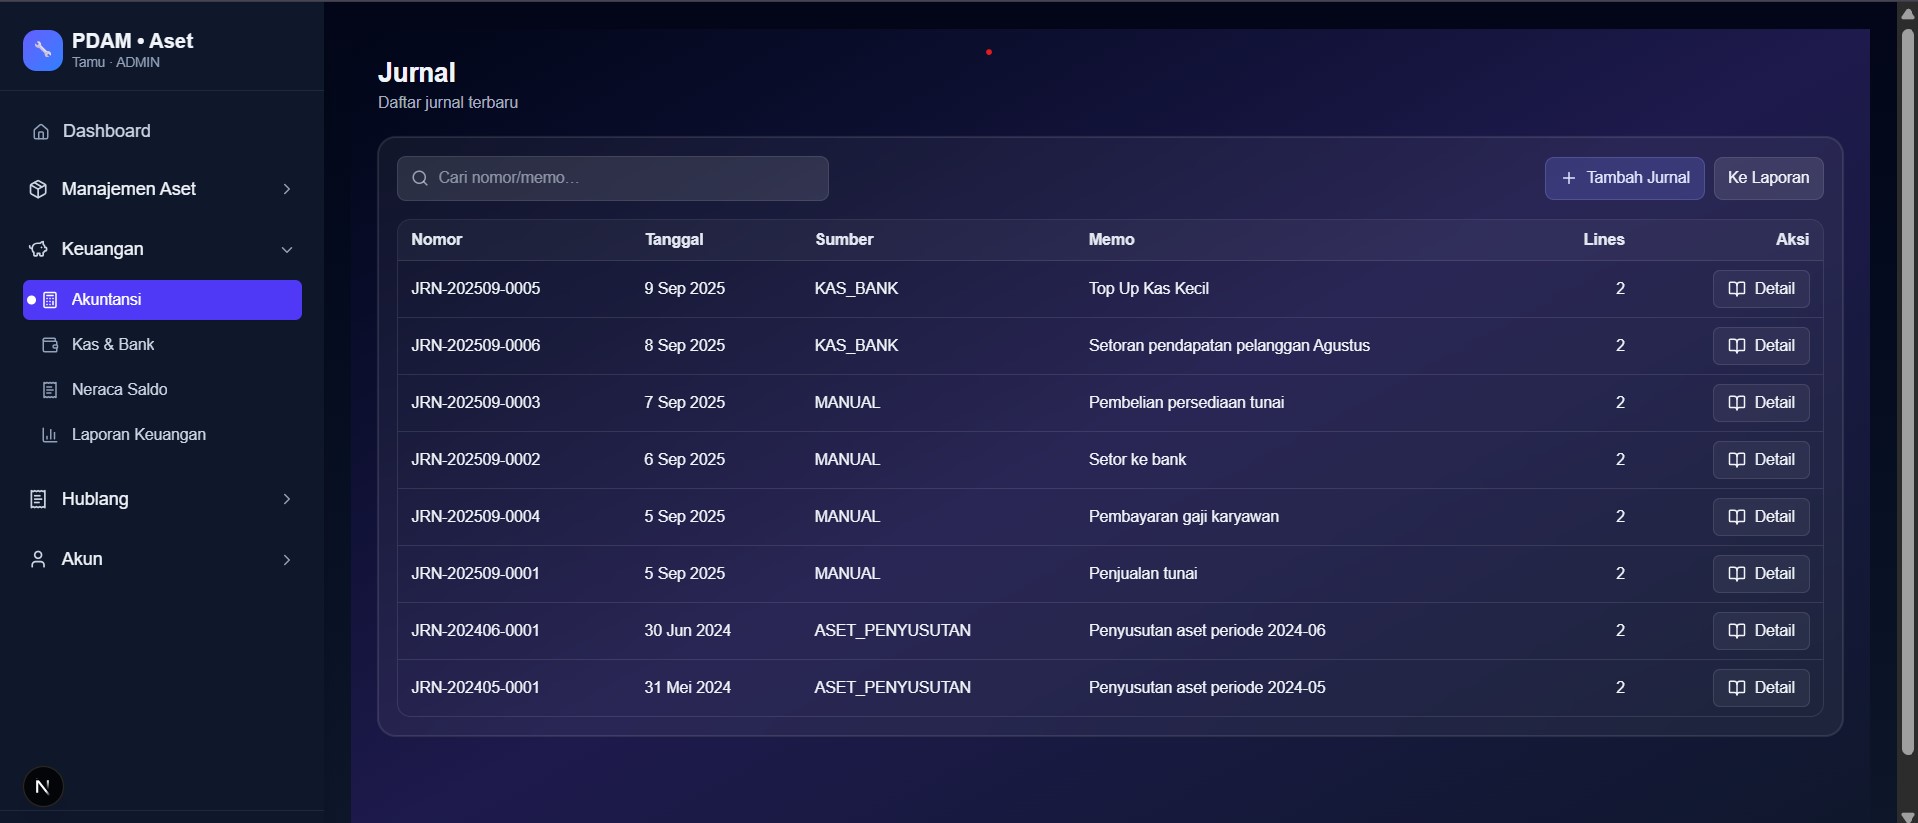 PDAM • Aset
Tamu · ADMIN
Dashboard
Manajemen Aset
Keuangan
Akuntansi
Kas & Bank
Neraca Saldo
Laporan Keuangan
Hublang
Akun
N
Jurnal
Daftar jurnal terbaru
Cari nomor/memo...
Tambah Jurnal
Ke Laporan
Nomor Tanggal Sumber Memo Lines Aksi
JRN-202509-0005 9 Sep 2025 KAS_BANK Top Up Kas Kecil 2 Detail
JRN-202509-0006 8 Sep 2025 KAS_BANK Setoran pendapatan pelanggan Agustus 2 Detail
JRN-202509-0003 7 Sep 2025 MANUAL Pembelian persediaan tunai 2 Detail
JRN-202509-0002 6 Sep 2025 MANUAL Setor ke bank 2 Detail
JRN-202509-0004 5 Sep 2025 MANUAL Pembayaran gaji karyawan 2 Detail
JRN-202509-0001 5 Sep 2025 MANUAL Penjualan tunai 2 Detail
JRN-202406-0001 30 Jun 2024 ASET_PENYUSUTAN Penyusutan aset periode 2024-06 2 Detail
JRN-202405-0001 31 Mei 2024 ASET_PENYUSUTAN Penyusutan aset periode 2024-05 2 Detail